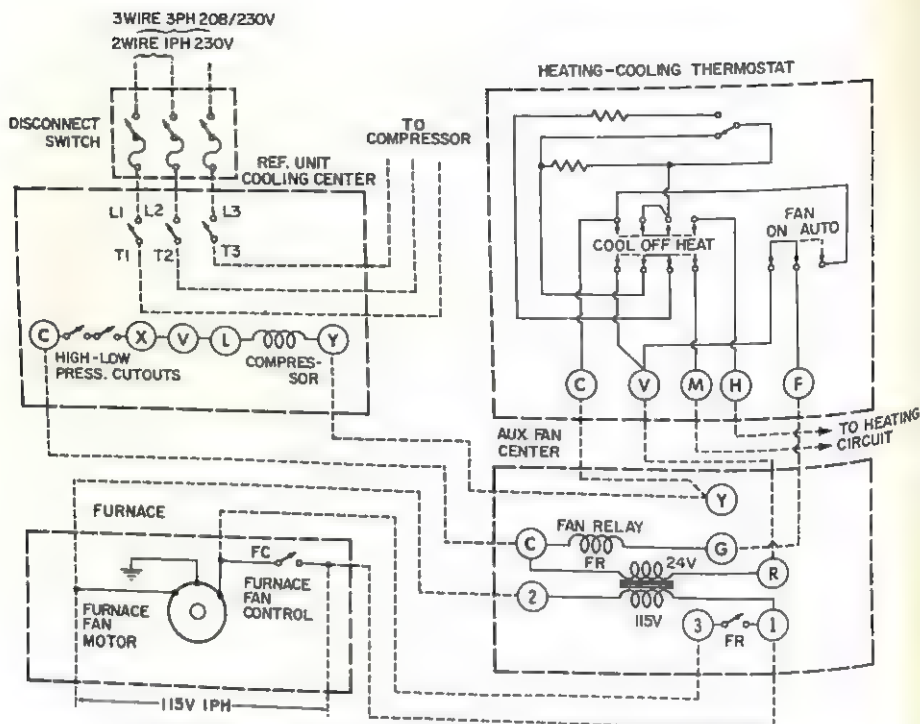 3WIRE 3PH 208/230V
2WIRE 1PH 230V
HEATING-COOLING THERMOSTAT
DISCONNECT
SWITCH
TO
COMPRESSOR
REF. UNIT
COOLING CENTER
L1 L2 L3
T1 T2 T3
FAN
ON AUTO
COOL OFF HEAT
C X V L Y
HIGH-LOW
PRESS. CUTOUTS
COMPRES-
SOR
C V M H F
TO HEATING
CIRCUIT
AUX FAN
CENTER
Y
FURNACE
FAN RELAY
C G
FR 24V
R
FC
FURNACE
FAN
CONTROL
2
115V
3 1
FR
FURNACE
FAN
MOTOR
115V 1PH